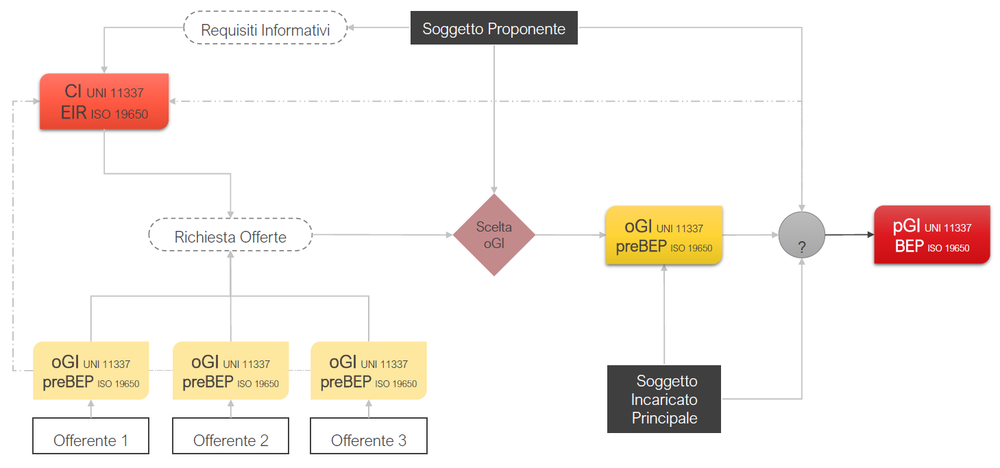 Requisiti Informativi
Soggetto Proponente
CI UNI 11337
EIR ISO 19650
Richiesta Offerte
Scelta
oGI
oGI UNI 11337
preBEP ISO 19650
?
pGI UNI 11337
BEP ISO 19650
oGI UNI 11337
preBEP ISO 19650
oGI UNI 11337
preBEP ISO 19650
oGI UNI 11337
preBEP ISO 19650
Soggetto
Incaricato
Principale
Offerente 1
Offerente 2
Offerente 3